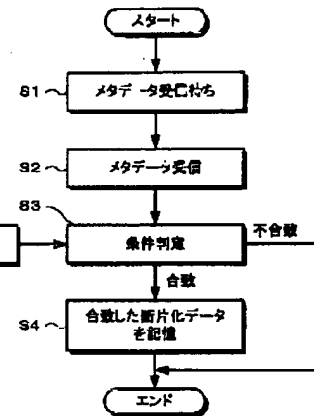 スタート
S1
メタデータ受信待ち
S2
メタデータ受信
S3
条件判定
不合致
合致
S4
合致した断片化データ
を記憶
エンド